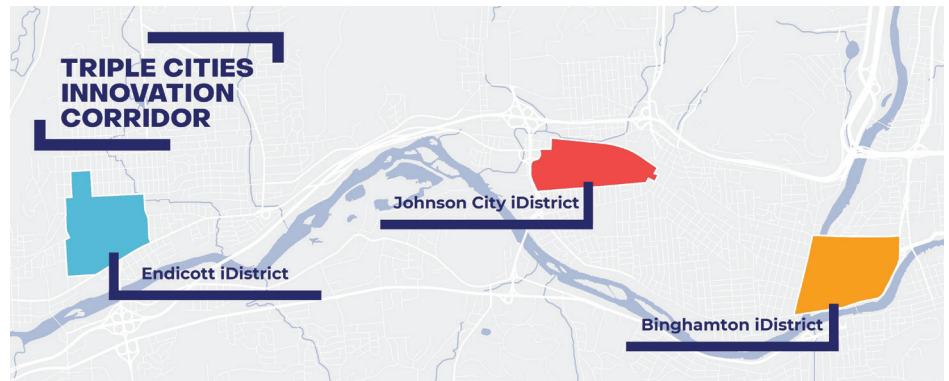 TRIPLE CITIES
INNOVATION
CORRIDOR
Johnson City iDistrict
Endicott iDistrict
Binghamton iDistrict